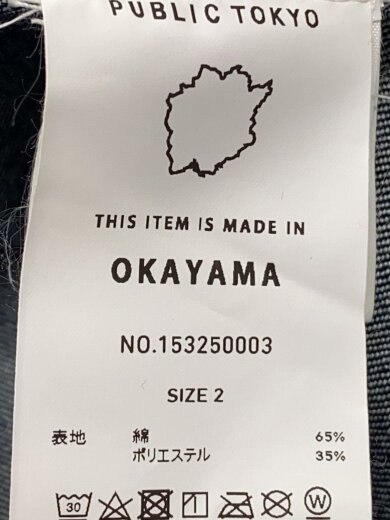 PUBLIC TOKYO
THIS ITEM IS MADE IN
OKAYAMA
NO.153250003
SIZE 2
表地 綿 65%
ポリエステル 35%
30
W